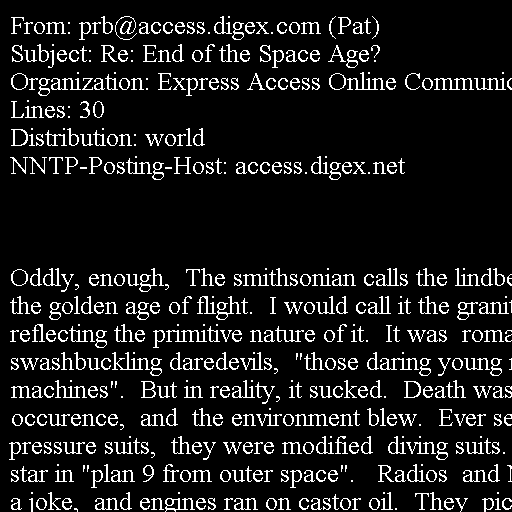 From: prb@access.digex.com (Pat)
Subject: Re: End of the Space Age?
Organization: Express Access Online Communic
Lines: 30
Distribution: world
NNTP-Posting-Host: access.digex.net
Oddly, enough,  The smithsonian calls the lindbe
the golden age of flight.  I would call it the granit
reflecting the primitive nature of it.  It was  roma
swashbuckling daredevils,  "those daring young
machines".  But in reality, it sucked.  Death was
occurence,  and  the environment blew.  Ever se
pressure suits,  they were modified  diving suits.
star in "plan 9 from outer space".   Radios  and
a joke,  and engines ran on castor oil.  They  pic